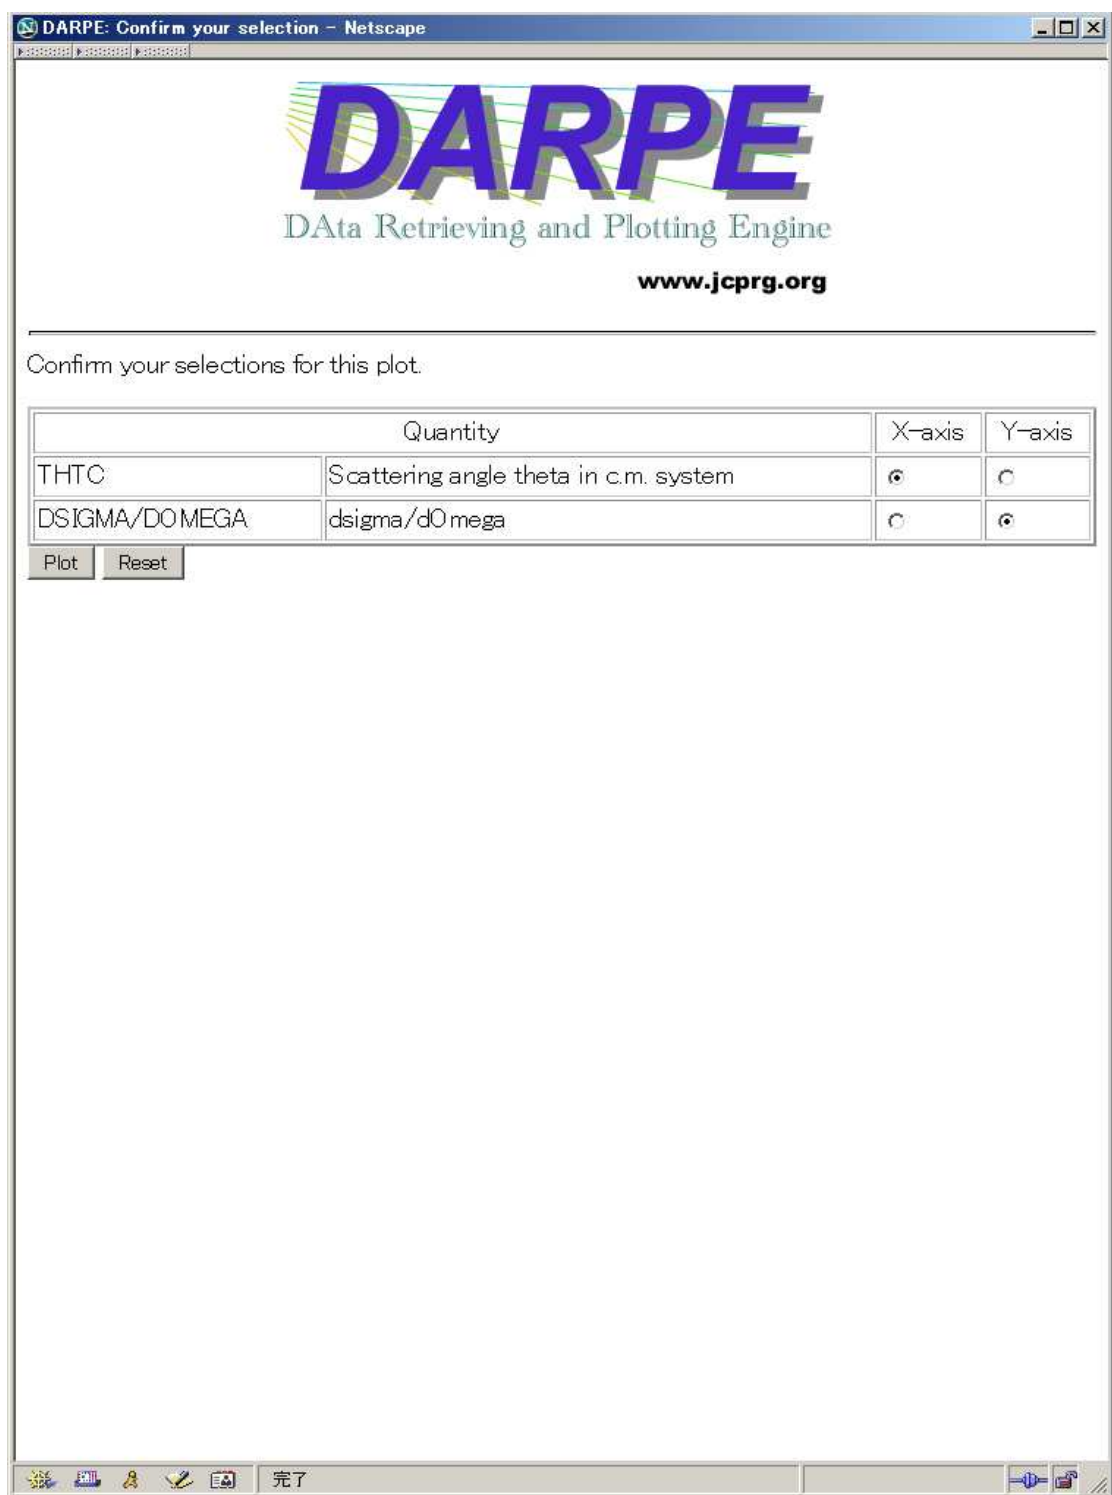 DARPE: Confirm your selection - Netscape
DARPE
DAta Retrieving and Plotting Engine
www.jcprg.org
Confirm your selections for this plot.
Quantity X-axis Y-axis
THTC Scattering angle theta in c.m. system
DSIGMA/DOMEGA dsigma/dOmega
Plot Reset
完了